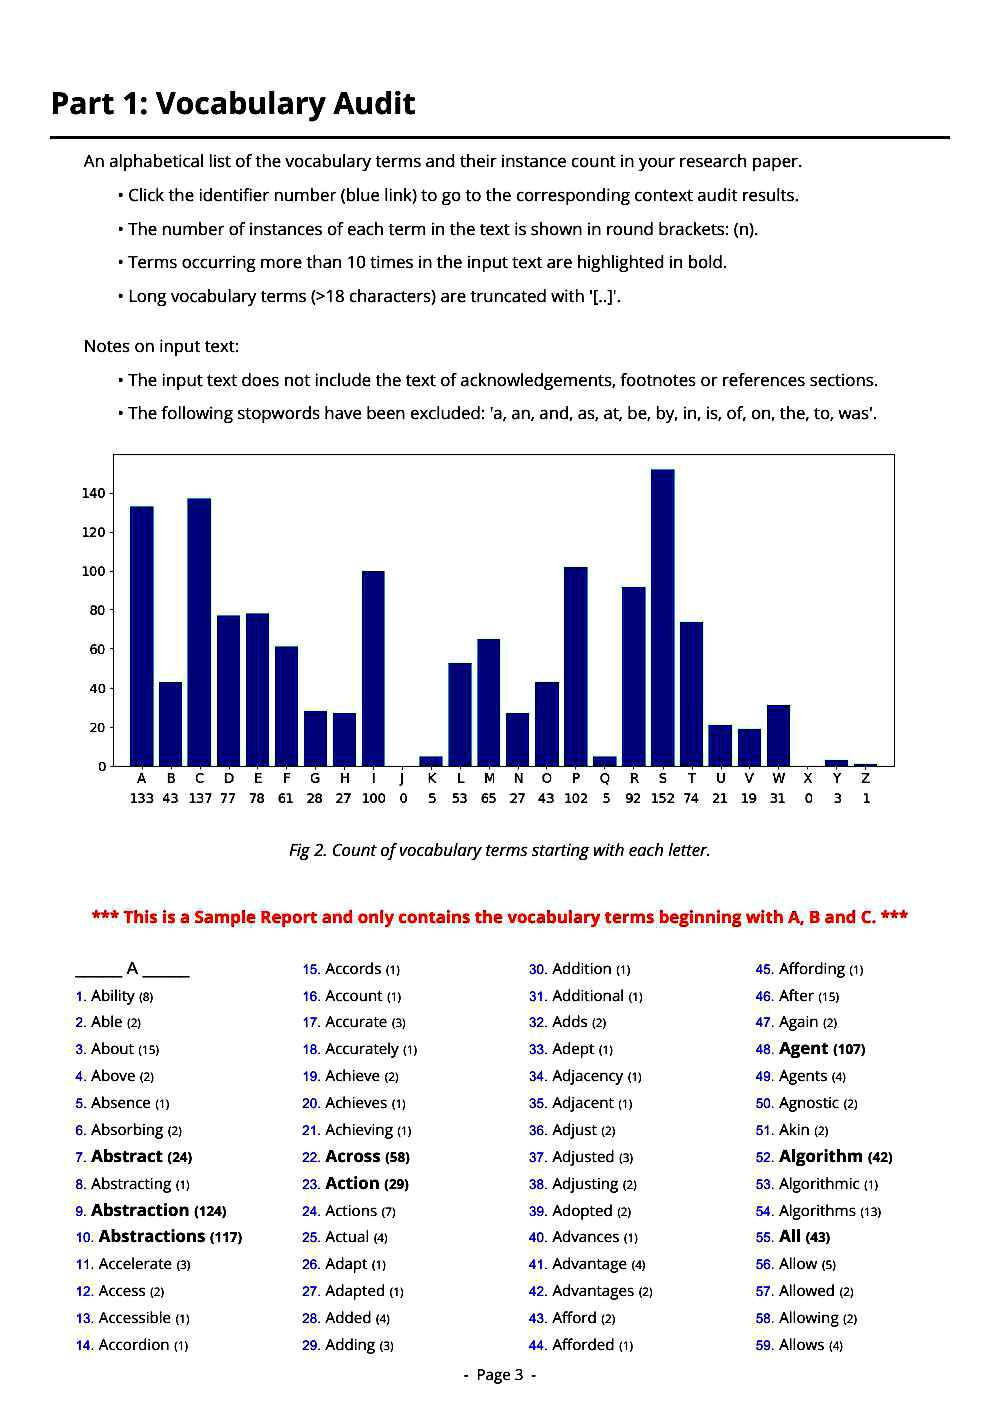 Part 1: Vocabulary Audit
An alphabetical list of the vocabulary terms and their instance count in your research paper.
• Click the identifier number (blue link) to go to the corresponding context audit results.
• The number of instances of each term in the text is shown in round brackets: (n).
• Terms occurring more than 10 times in the input text are highlighted in bold.
• Long vocabulary terms (>18 characters) are truncated with '[..]'.
Notes on input text:
• The input text does not include the text of acknowledgements, footnotes or references sections.
• The following stopwords have been excluded: 'a, an, and, as, at, be, by, in, is, of, on, the, to, was'.
140
120
100
80
60
40
20
0
A B C D E F G H I J K L M N O P Q R S T U V W X Y Z
133 43 137 77 78 61 28 27 100 0 5 53 65 27 43 102 5 92 152 74 21 19 31 0 3 1
Fig 2. Count of vocabulary terms starting with each letter.
*** This is a Sample Report and only contains the vocabulary terms beginning with A, B and C. ***
______ A ______
1. Ability (8)
2. Able (2)
3. About (15)
4. Above (2)
5. Absence (1)
6. Absorbing (2)
7. Abstract (24)
8. Abstracting (1)
9. Abstraction (124)
10. Abstractions (117)
11. Accelerate (3)
12. Access (2)
13. Accessible (1)
14. Accordion (1)
15. Accords (1)
16. Account (1)
17. Accurate (3)
18. Accurately (1)
19. Achieve (2)
20. Achieves (1)
21. Achieving (1)
22. Across (58)
23. Action (29)
24. Actions (7)
25. Actual (4)
26. Adapt (1)
27. Adapted (1)
28. Added (4)
29. Adding (3)
30. Addition (1)
31. Additional (1)
32. Adds (2)
33. Adept (1)
34. Adjacency (1)
35. Adjacent (1)
36. Adjust (2)
37. Adjusted (3)
38. Adjusting (2)
39. Adopted (2)
40. Advances (1)
41. Advantage (4)
42. Advantages (2)
43. Afford (2)
44. Afforded (1)
45. Affording (1)
46. After (15)
47. Again (2)
48. Agent (107)
49. Agents (4)
50. Agnostic (2)
51. Akin (2)
52. Algorithm (42)
53. Algorithmic (1)
54. Algorithms (13)
55. All (43)
56. Allow (5)
57. Allowed (2)
58. Allowing (2)
59. Allows (4)
- Page 3 -